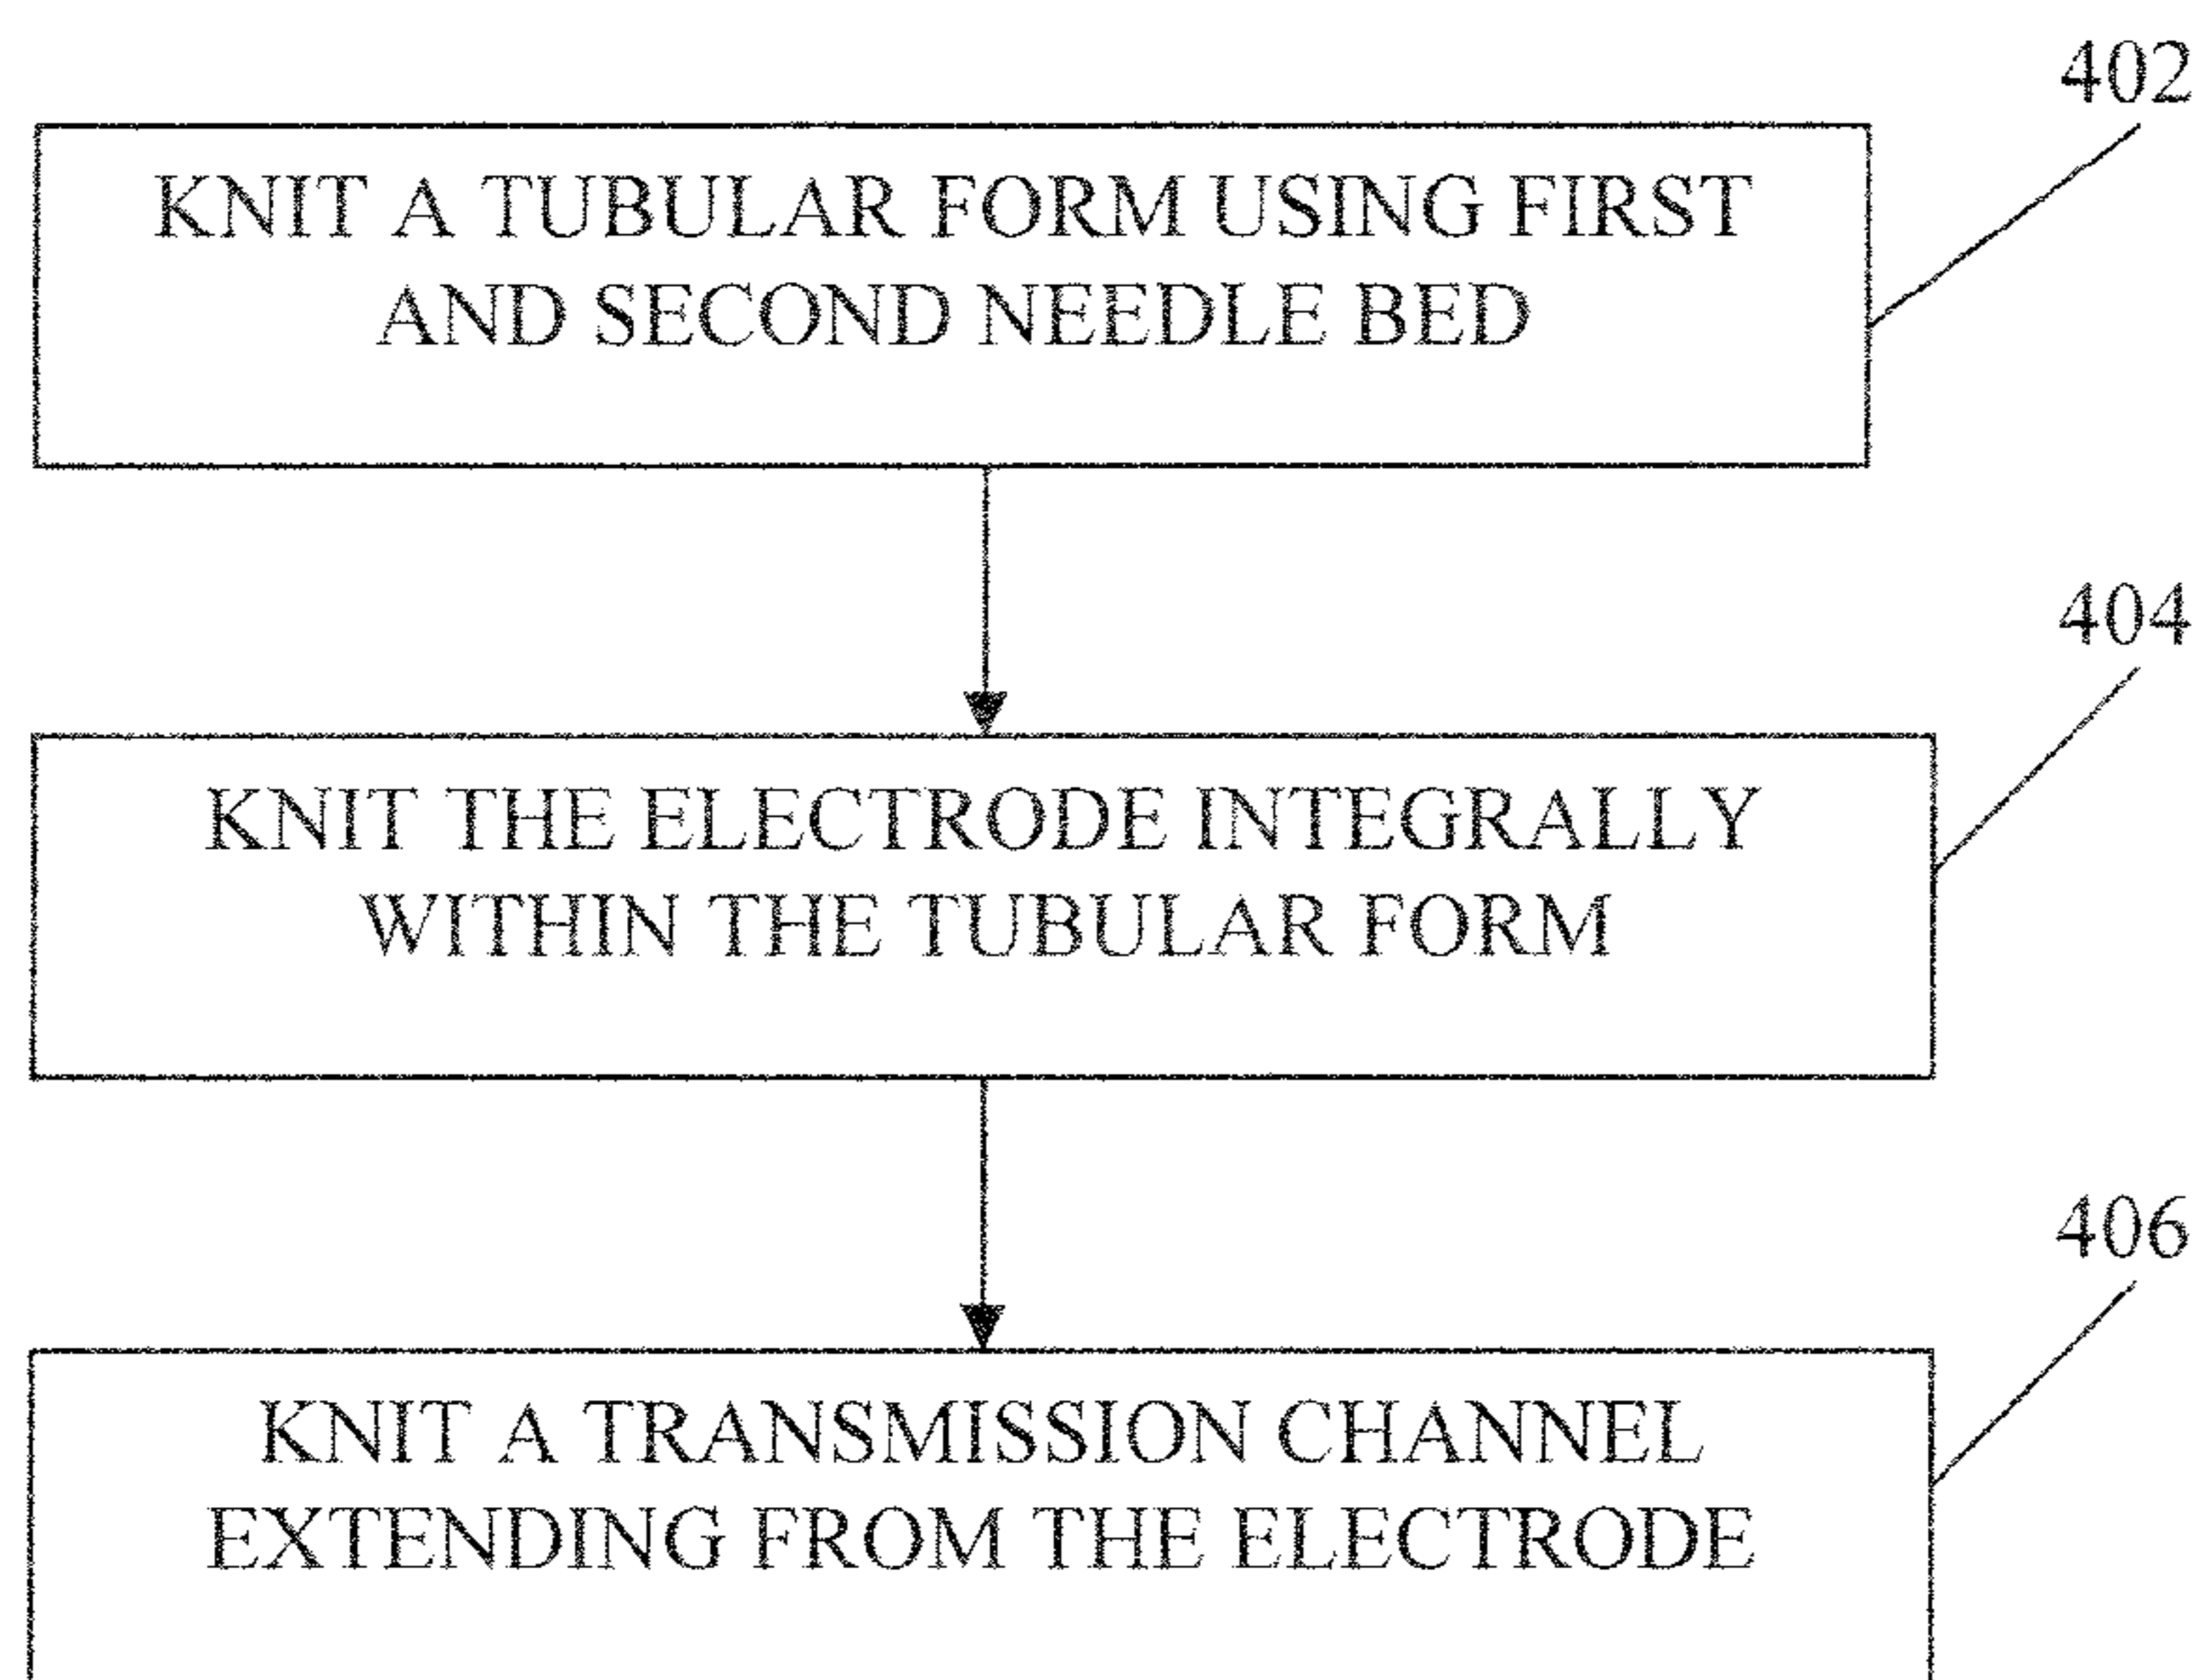 402
KNIT A TUBULAR FORM USING FIRST
AND SECOND NEEDLE BED
404
KNIT THE ELECTRODE INTEGRALLY
WITHIN THE TUBULAR FORM
406
KNIT A TRANSMISSION CHANNEL
EXTENDING FROM THE ELECTRODE